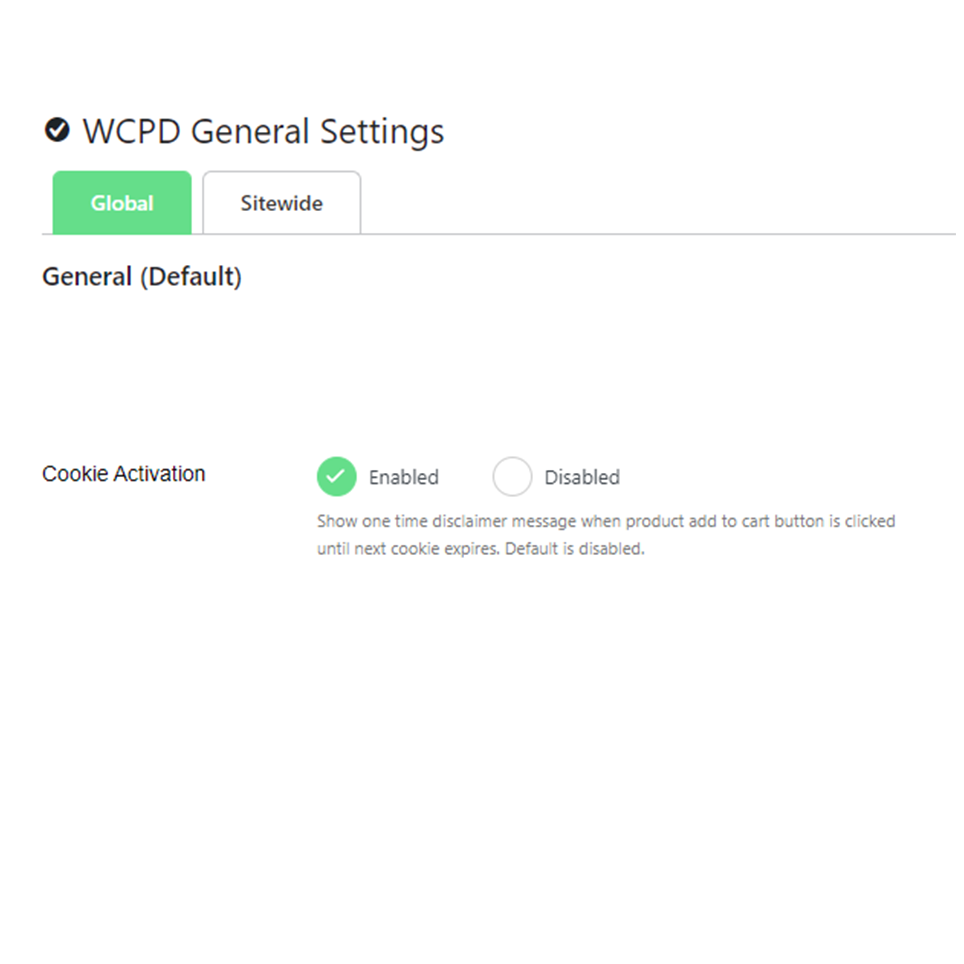 WCPD General Settings
Global
Sitewide
General (Default)
Cookie Activation
Enabled
Disabled
Show one time disclaimer message when product add to cart button is clicked
until next cookie expires. Default is disabled.